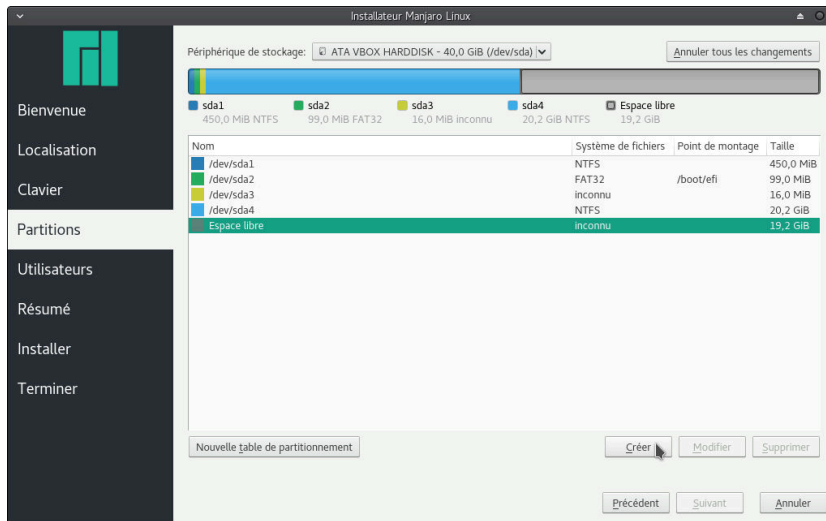 Installateur Manjaro Linux
Périphérique de stockage: ATA VBOX HARDDISK - 40,0 GiB (/dev/sda)
Annuler tous les changements
sda1 sda2 sda3 sda4 Espace libre
450,0 MiB NTFS 99,0 MiB FAT32 16,0 MiB inconnu 20,2 GiB NTFS 19,2 GiB
Bienvenue
Localisation
Clavier
Partitions
Utilisateurs
Résumé
Installer
Terminer
Nom Système de fichiers Point de montage Taille
/dev/sda1 NTFS 450,0 MiB
/dev/sda2 FAT32 /boot/efi 99,0 MiB
/dev/sda3 inconnu 16,0 MiB
/dev/sda4 NTFS 20,2 GiB
Espace libre inconnu 19,2 GiB
Nouvelle table de partitionnement
Créer Modifier Supprimer
Précédent Suivant Annuler